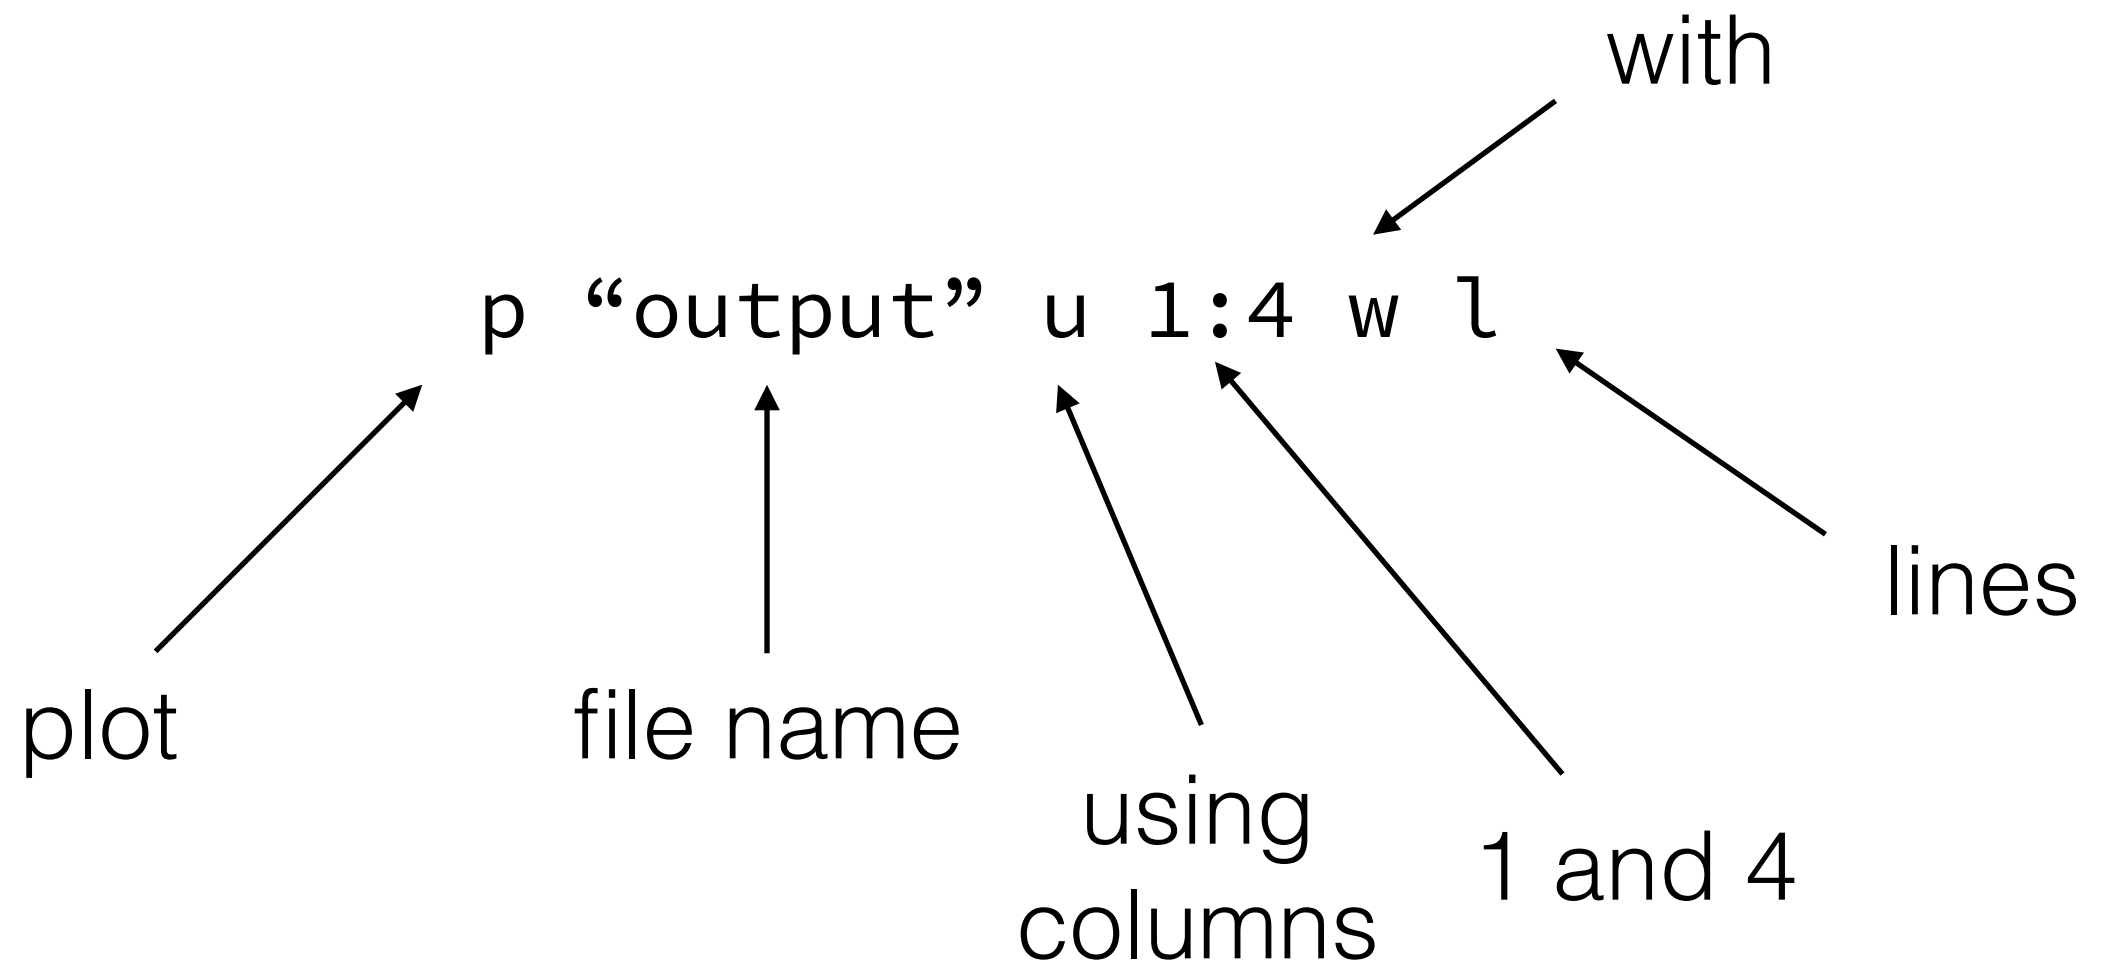 with
p “output” u 1:4 w l
lines
plot
file name
using
columns
1 and 4